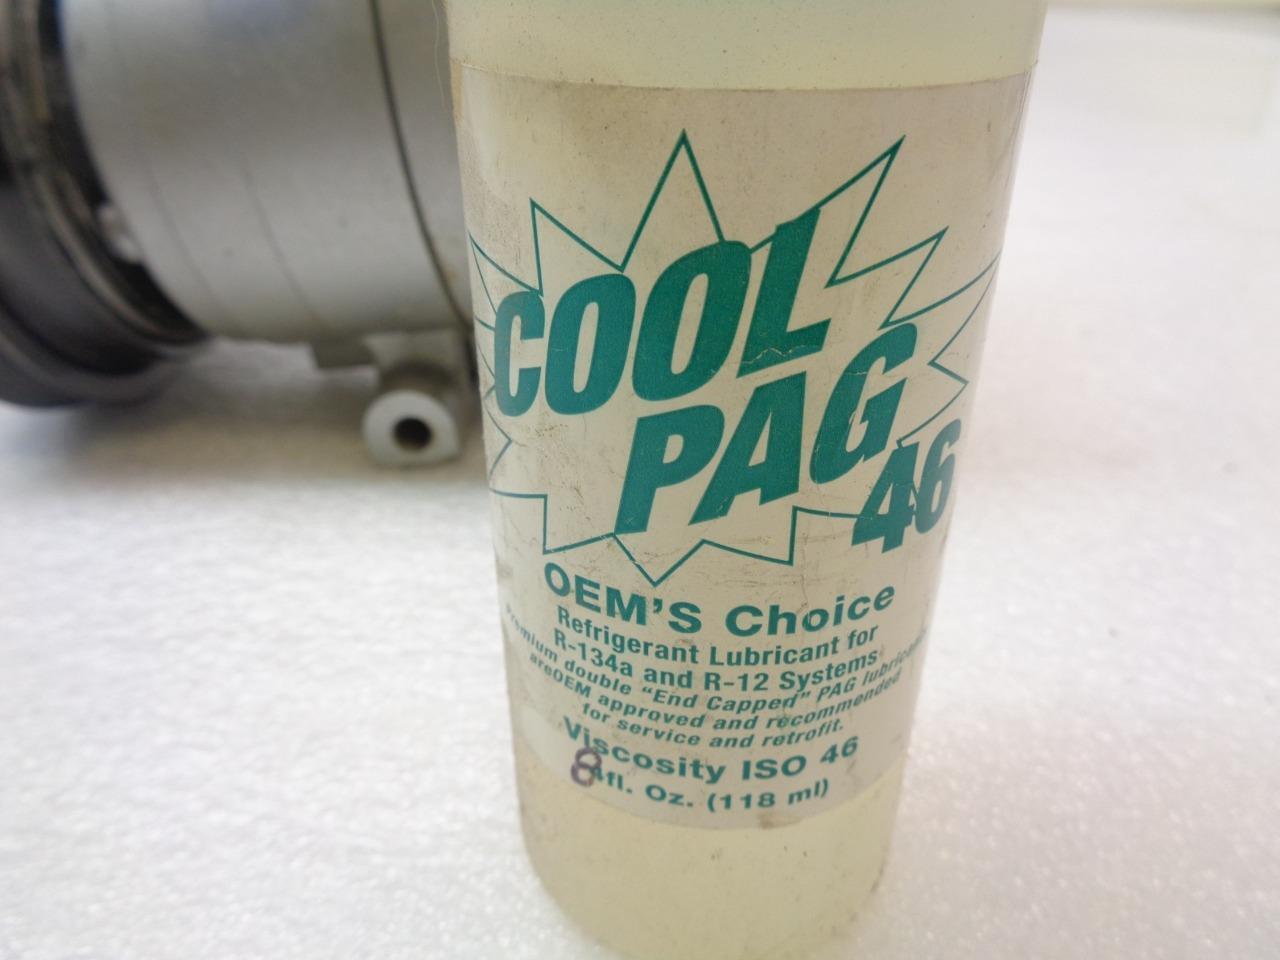 COOL
PAG
46
OEM'S Choice
Refrigerant Lubricant for
R-134a and R-12 Systems
Premium double "End Capped" PAG lubricants
areOEM approved and recommended
for service and retrofit.
Viscosity ISO 46
8 4fl. Oz. (118 ml)